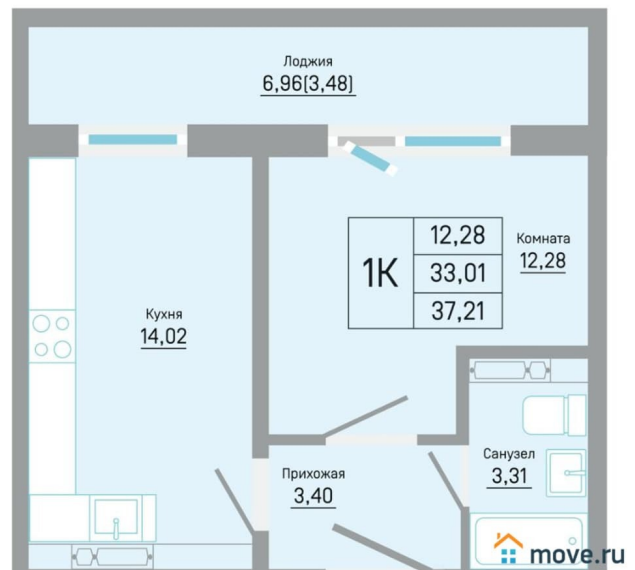 Лоджия
6,96(3,48)
1К
12,28
33,01
37,21
Комната
12,28
Кухня
14,02
Санузел
3,31
Прихожая
3,40
move.ru